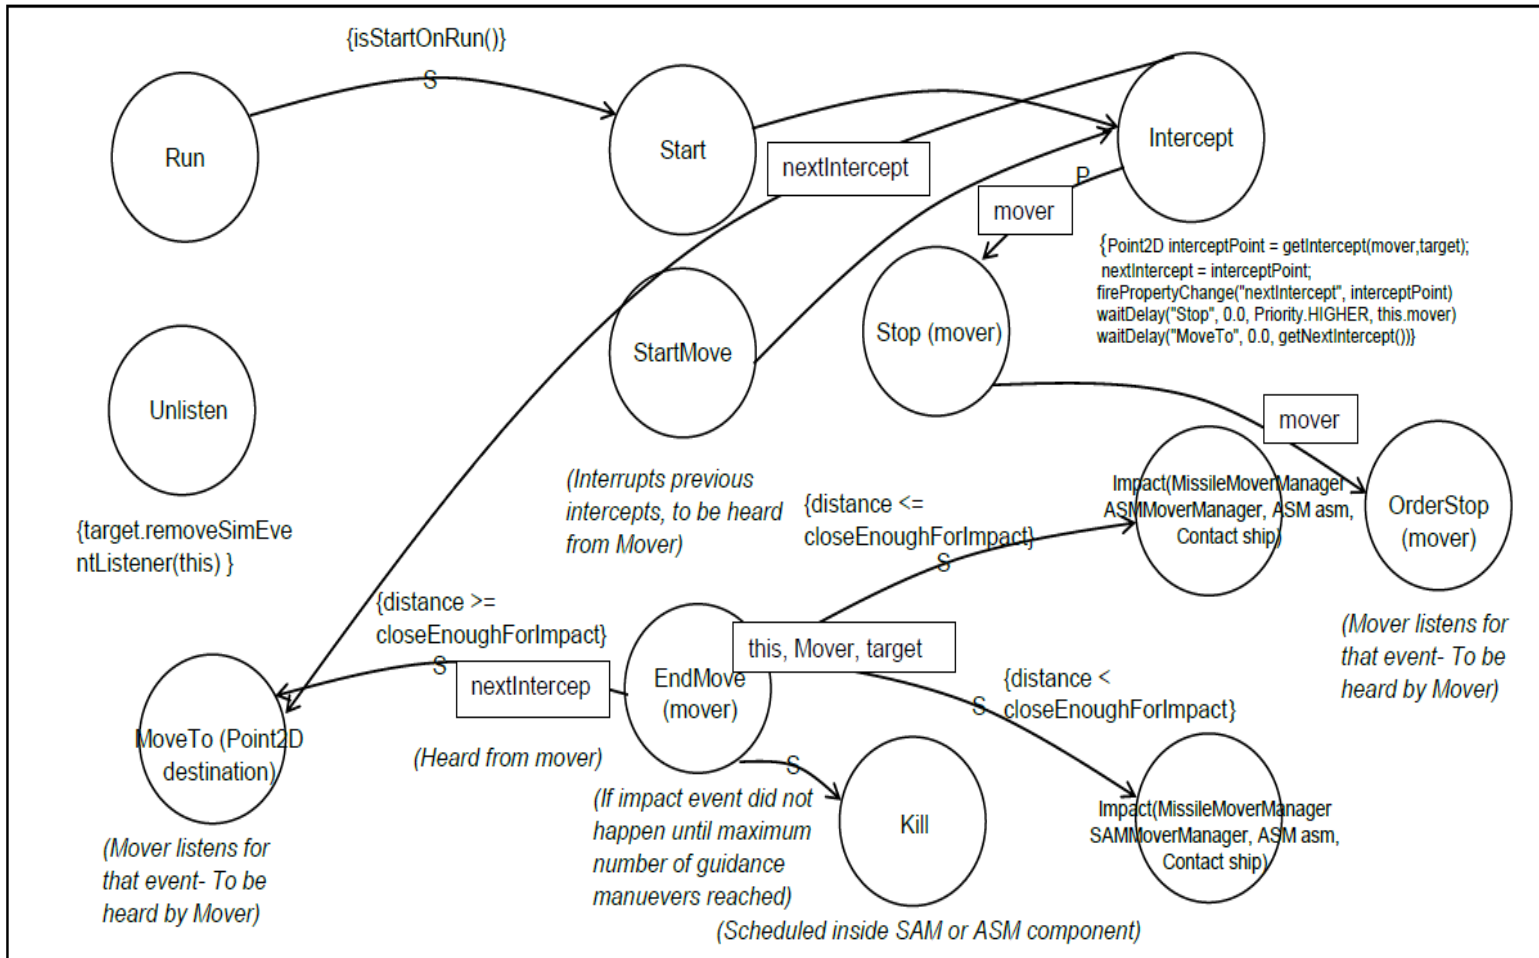 {isStartOnRun()}
S
Run
Start
Intercept
nextIntercept
P
mover
{Point2D interceptPoint = getIntercept(mover,target);
nextIntercept = interceptPoint;
firePropertyChange("nextIntercept", interceptPoint)
waitDelay("Stop", 0.0, Priority.HIGHER, this.mover)
waitDelay("MoveTo", 0.0, getNextIntercept())}
Stop (mover)
StartMove
Unlisten
mover
(Interrupts previous
intercepts, to be heard
from Mover)
{target.removeSimEve
ntListener(this) }
{distance <=
closeEnoughForImpact}
S
Impact(MissileMoverManager
ASMMoverManager, ASM asm,
Contact ship)
OrderStop
(mover)
(Mover listens for
that event- To be
heard by Mover)
{distance >=
closeEnoughForImpact}
S
nextIntercep
EndMove
(mover)
this, Mover, target
{distance <
closeEnoughForImpact}
S
MoveTo (Point2D
destination)
(Heard from mover)
S
(If impact event did not
happen until maximum
number of guidance
manuevers reached)
Kill
Impact(MissileMoverManager
SAMMoverManager, ASM asm,
Contact ship)
(Mover listens for
that event- To be
heard by Mover)
(Scheduled inside SAM or ASM component)